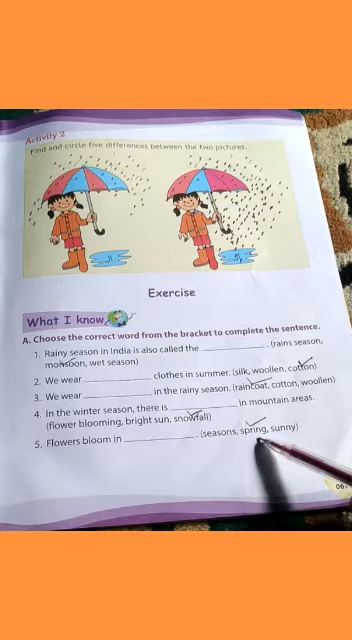 Activity 2
Find and circle five differences between the two pictures.
Exercise
What I know
A. Choose the correct word from the bracket to complete the sentence.
1. Rainy season in India is also called the ____________. (rains season,
monsoon, wet season)
2. We wear ____________ clothes in summer. (silk, woollen, cotton)
3. We wear ____________ in the rainy season. (raincoat, cotton, woollen)
4. In the winter season, there is ____________ in mountain areas.
(flower blooming, bright sun, snowfall)
5. Flowers bloom in ____________. (seasons, spring, sunny)